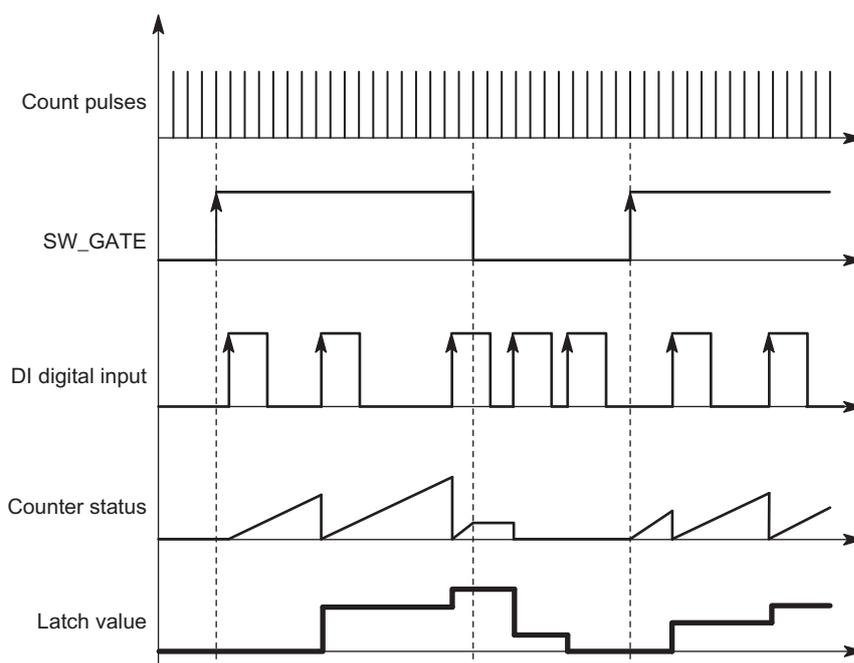 Count pulses
SW_GATE
DI digital input
Counter status
Latch value